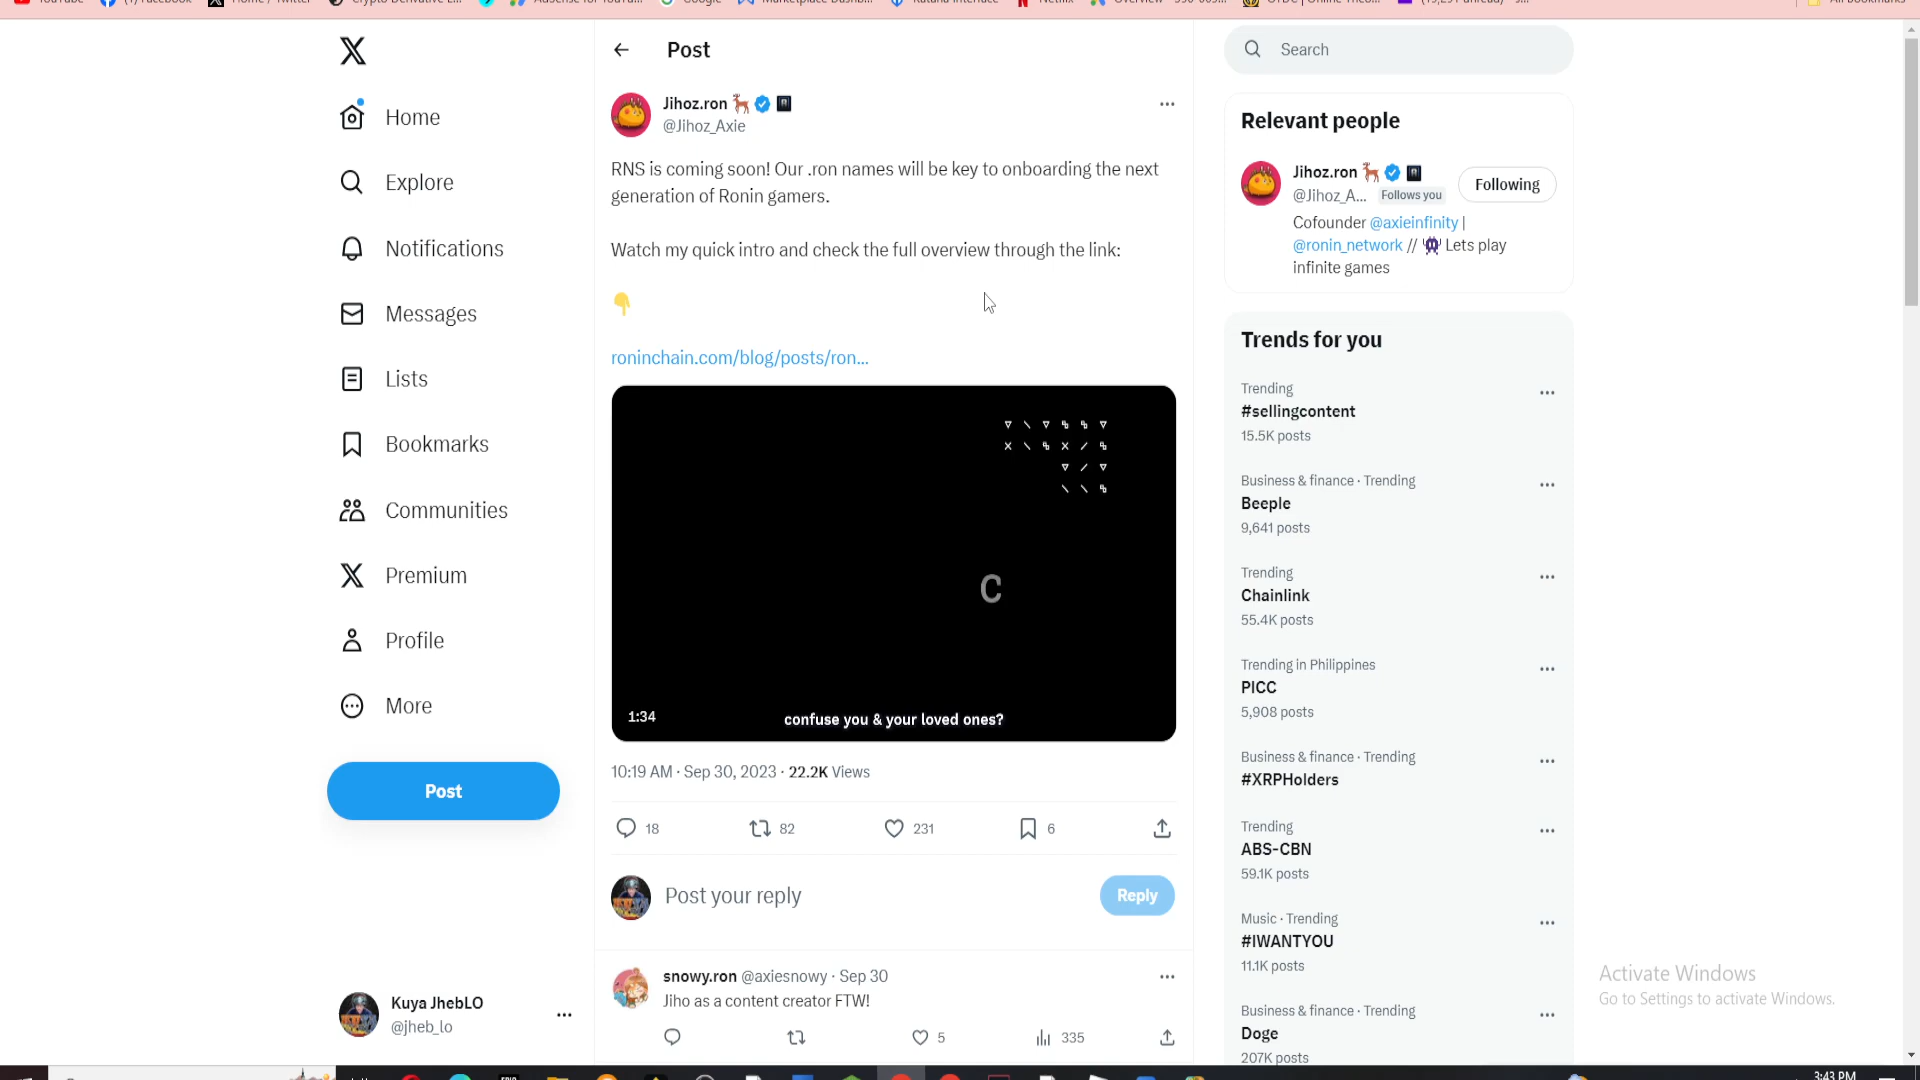 Post
Search
Jihoz.ron
@Jihoz_Axie
Relevant people
Home
RNS is coming soon! Our .ron names will be key to onboarding the next
generation of Ronin gamers.
Jihoz.ron
@Jihoz_A... Follows you
Following
Explore
Cofounder @axieinfinity |
@ronin_network // Lets play
infinite games
Notifications
Watch my quick intro and check the full overview through the link:
Messages
roninchain.com/blog/posts/ron...
Trends for you
Lists
Trending
#sellingcontent
15.5K posts
Bookmarks
Business & finance · Trending
Beeple
9,641 posts
Communities
C
Trending
Chainlink
55.4K posts
Premium
Profile
Trending in Philippines
PICC
5,908 posts
More
1:34
confuse you & your loved ones?
Business & finance · Trending
#XRPHolders
Post
10:19 AM · Sep 30, 2023 · 22.2K Views
18
82
231
6
Trending
ABS-CBN
59.1K posts
Post your reply
Reply
Music · Trending
#IWANTYOU
11.1K posts
snowy.ron @axiesnowy · Sep 30
Jiho as a content creator FTW!
5
335
Kuya JhebLO
@jheb_lo
Business & finance · Trending
Doge
207K posts
Activate Windows
Go to Settings to activate Windows.
3:43 PM